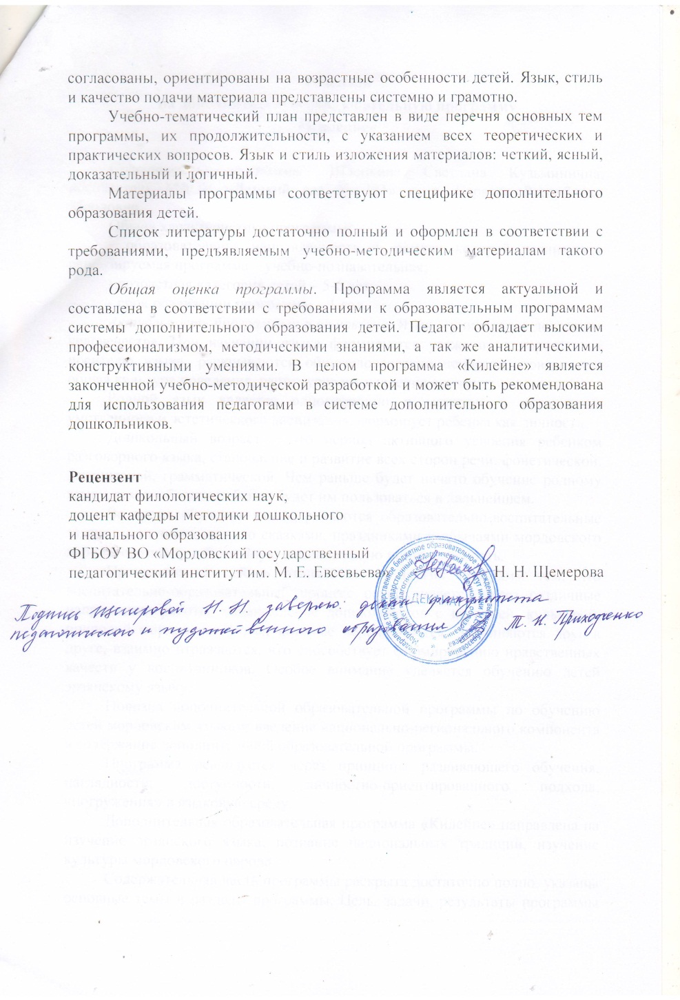 согласованы, ориентированы на возрастные особенности детей. Язык, стиль
и качество подачи материала представлены системно и грамотно.
Учебно-тематический план представлен в виде перечня основных тем
программы, их продолжительности, с указанием всех теоретических и
практических вопросов. Язык и стиль изложения материалов: четкий, ясный,
доказательный и логичный.
Материалы программы соответствуют специфике дополнительного
образования детей.
Список литературы достаточно полный и оформлен в соответствии с
требованиями, предъявляемым учебно-методическим материалам такого
рода.
Общая оценка программы. Программа является актуальной и
составлена в соответствии с требованиями к образовательным программам
системы дополнительного образования детей. Педагог обладает высоким
профессионализмом, методическими знаниями, а так же аналитическими,
конструктивными умениями. В целом программа «Килейне» является
законченной учебно-методической разработкой и может быть рекомендована
для использования педагогами в системе дополнительного образования
дошкольников.
Рецензент
кандидат филологических наук,
доцент кафедры методики дошкольного
и начального образования
ФГБОУ ВО «Мордовский государственный
педагогический институт им. М. Е. Евсевьева» Н. Н. Щемерова
ДЕКАНАТ
Подпись Щемеровой Н. Н. заверяю: декан факультета
педагогического и художественного образования Т. И. Приходченко